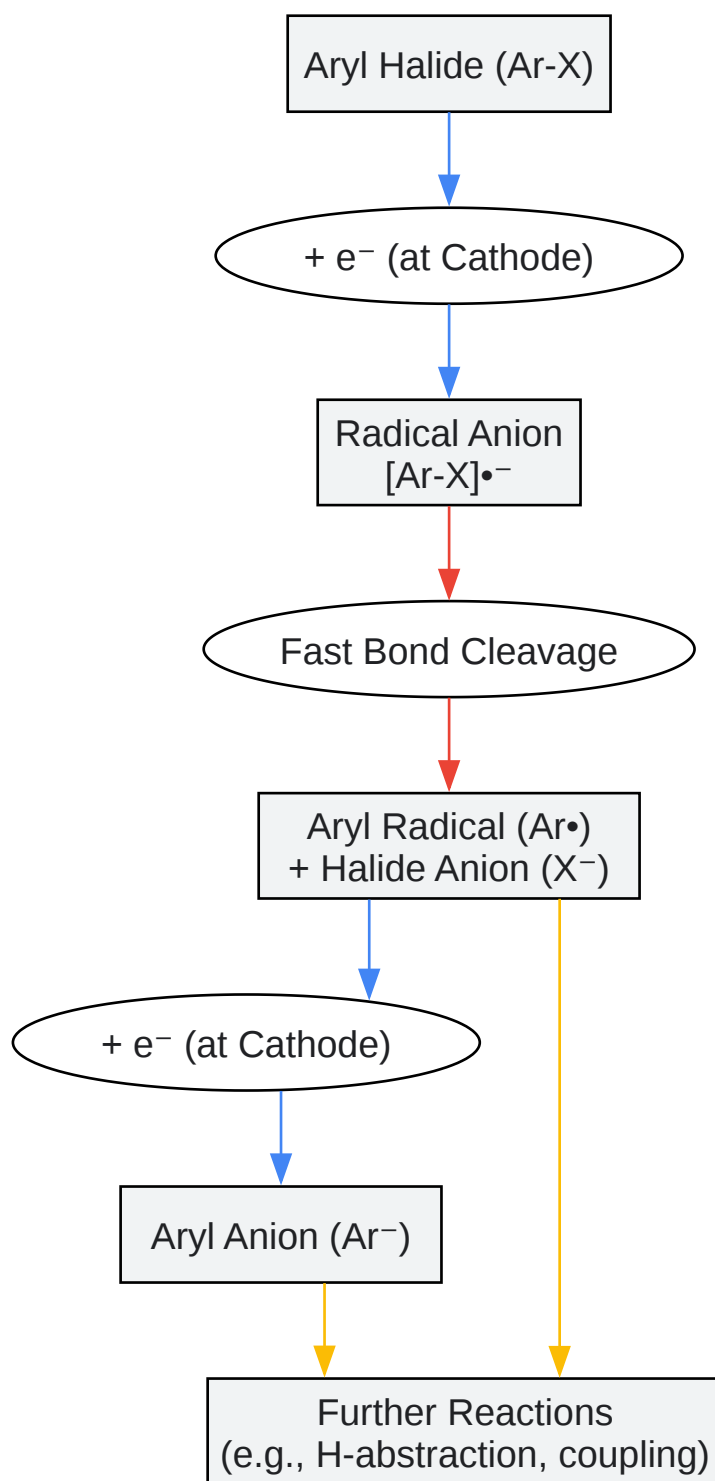 Aryl Halide (Ar-X)
+ e⁻ (at Cathode)
Radical Anion
[Ar-X]•⁻
Fast Bond Cleavage
Aryl Radical (Ar•)
+ Halide Anion (X⁻)
+ e⁻ (at Cathode)
Aryl Anion (Ar⁻)
Further Reactions
(e.g., H-abstraction, coupling)